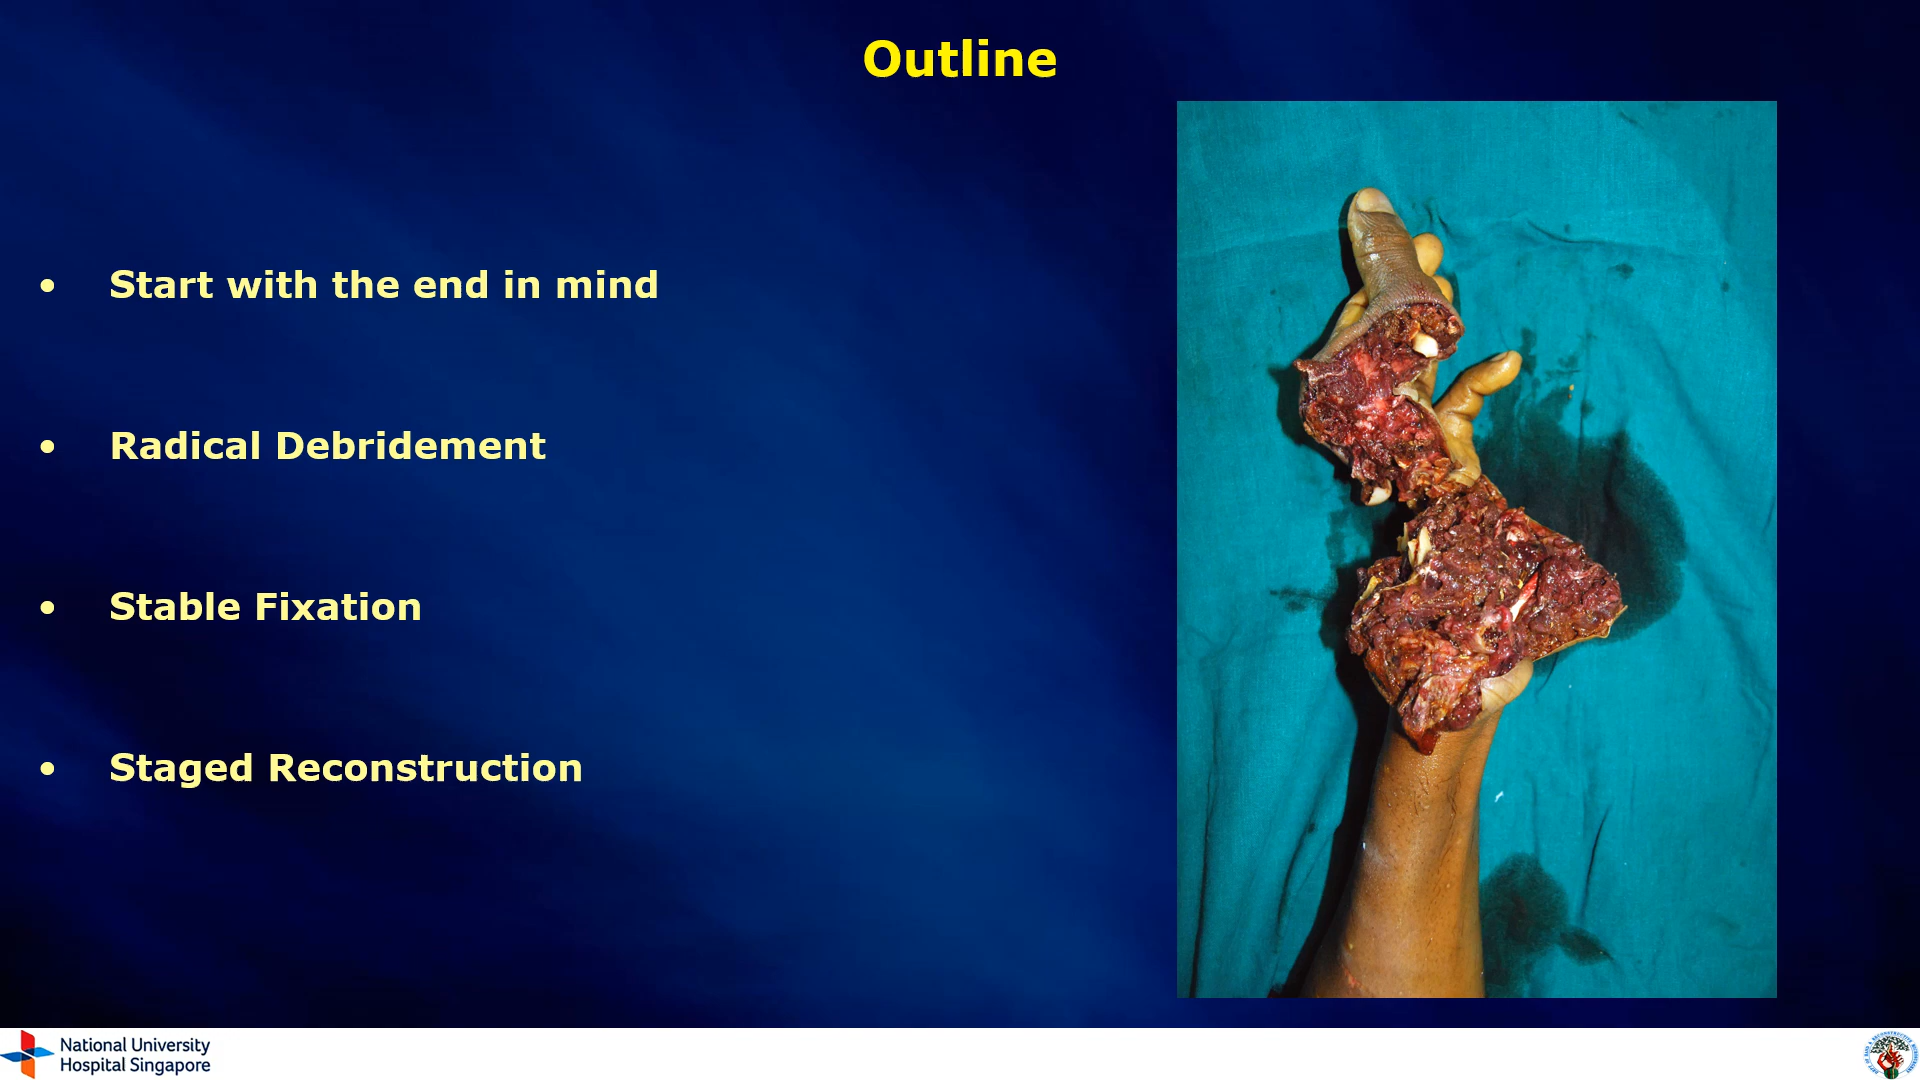 Outline
• Start with the end in mind
• Radical Debridement
• Stable Fixation
• Staged Reconstruction
National University
Hospital Singapore